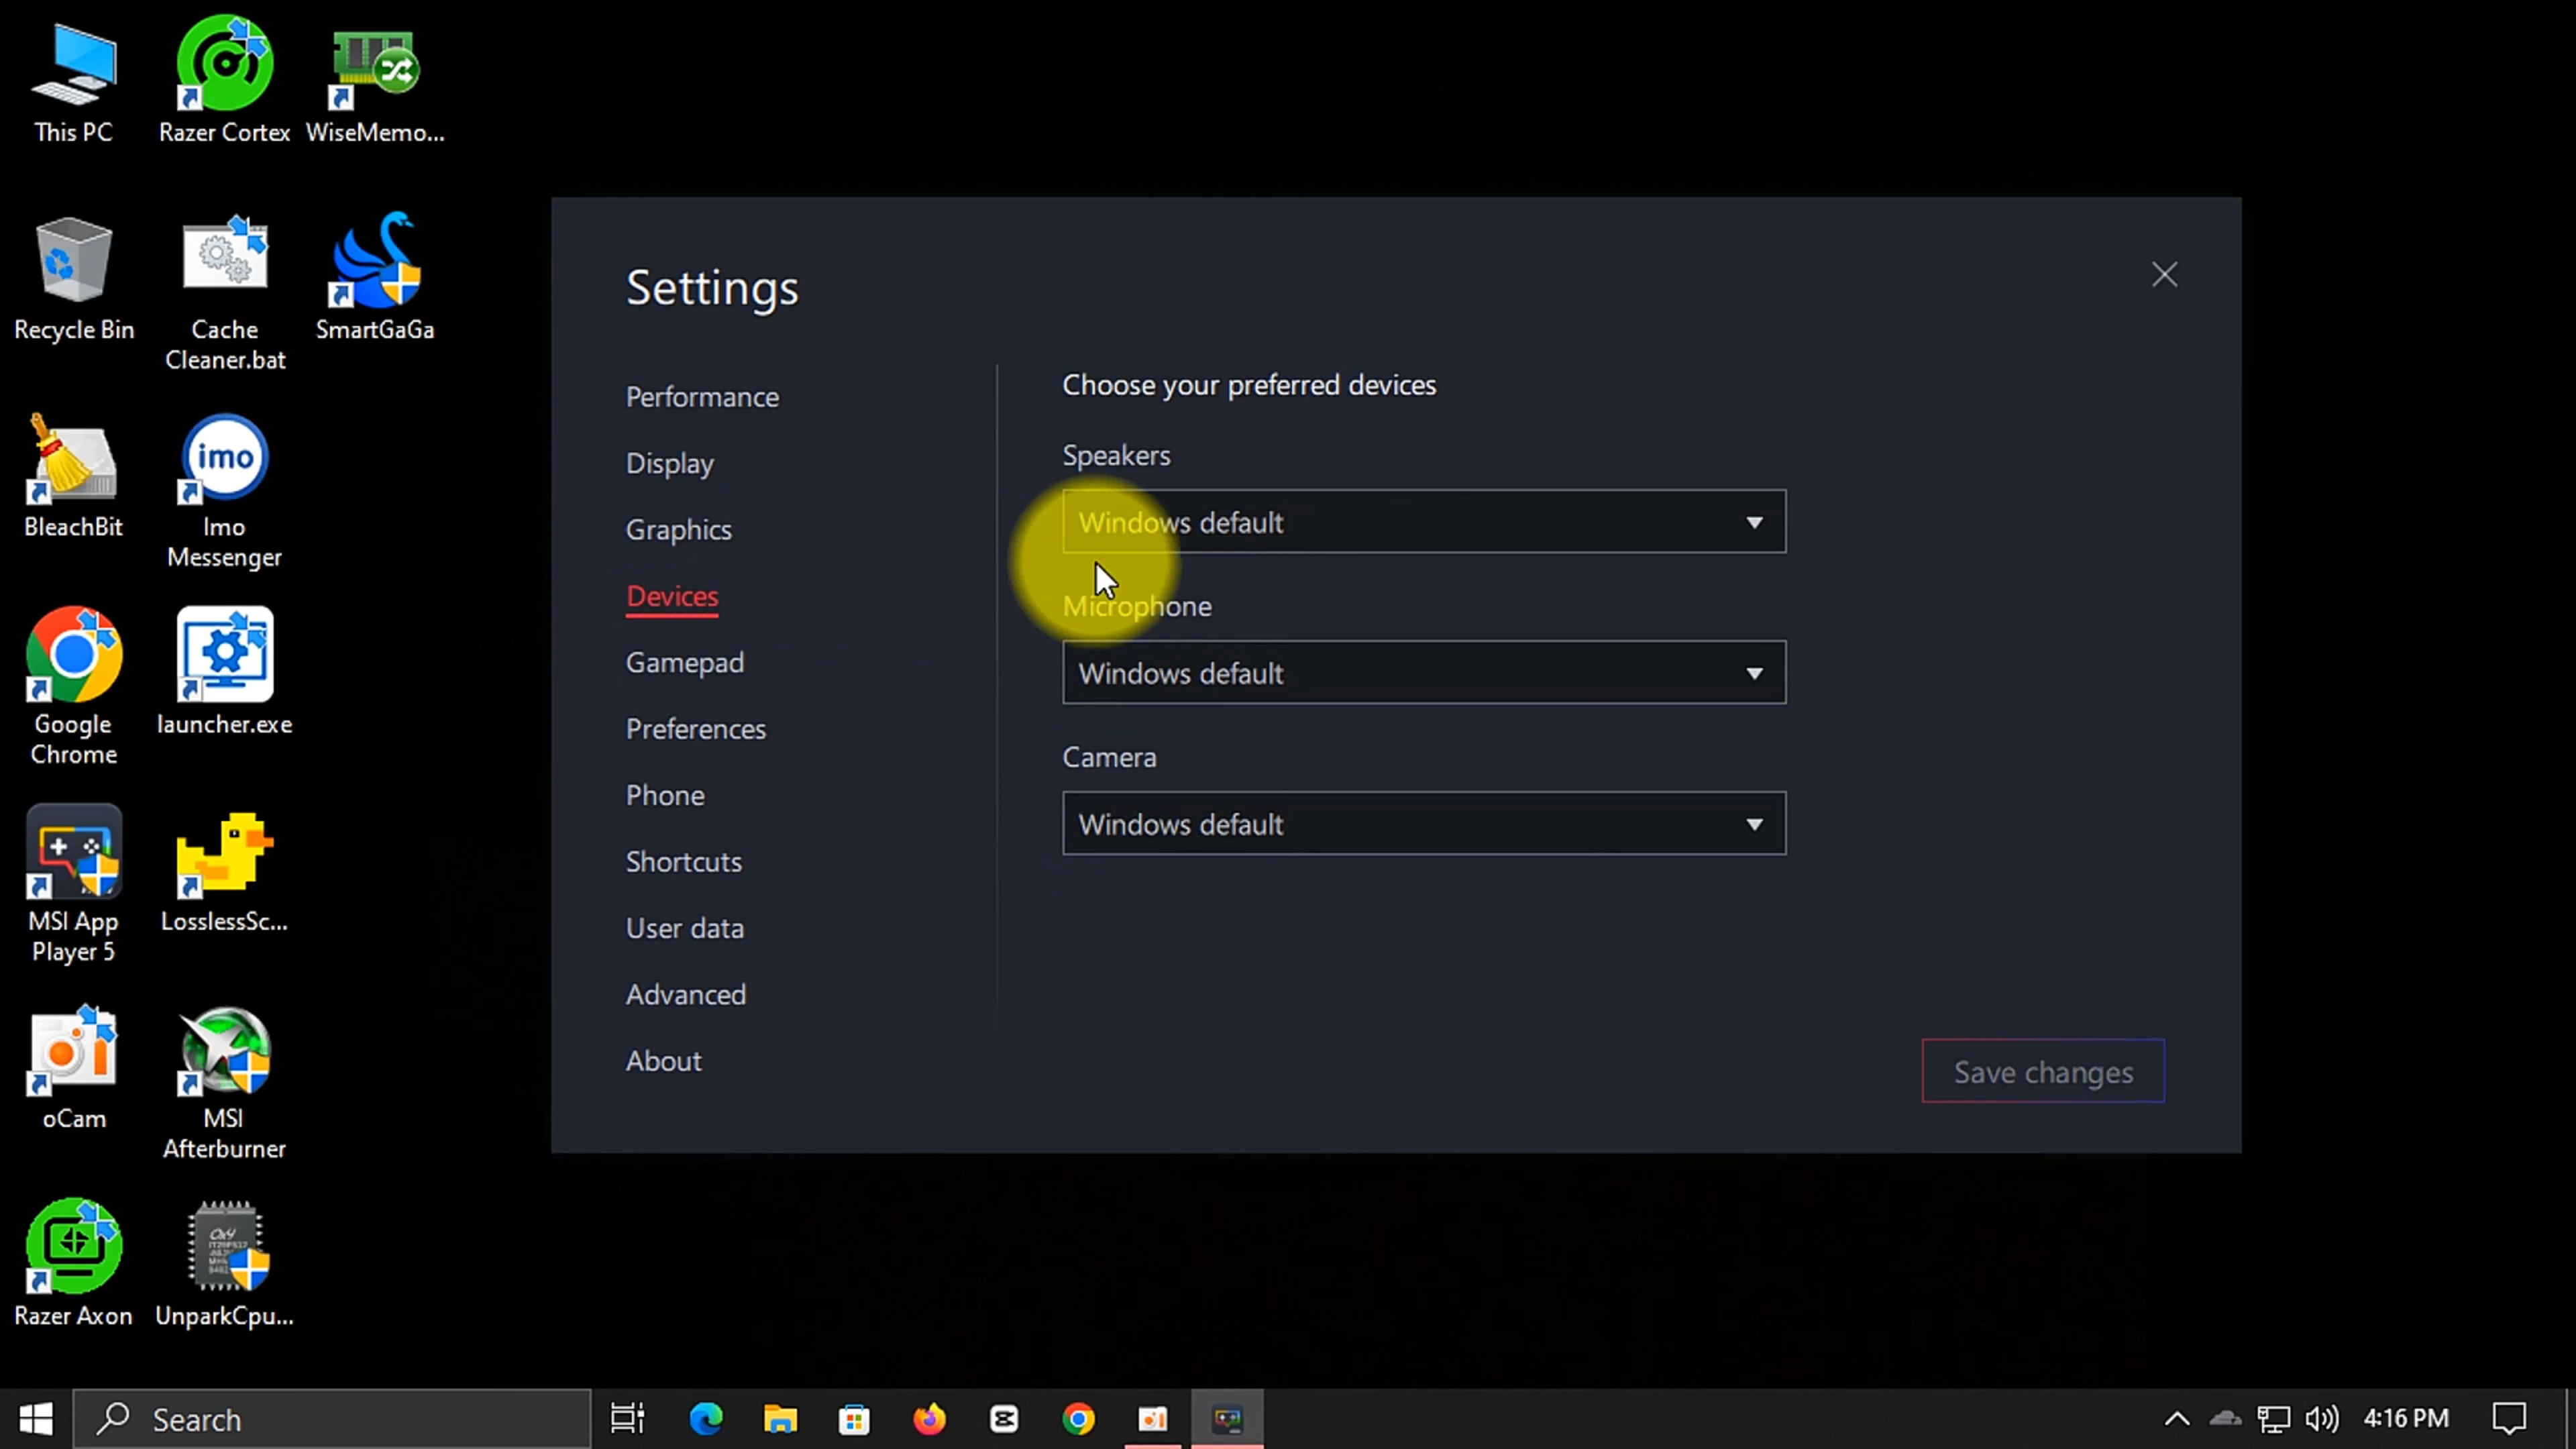 This PC
Razer Cortex
WiseMemo...
Recycle Bin
Cache
Cleaner.bat
SmartGaGa
BleachBit
imo
Imo
Messenger
Google
Chrome
launcher.exe
MSI App
Player 5
LosslessSc...
oCam
MSI
Afterburner
Razer Axon
UnparkCpu...
Settings
Performance
Display
Graphics
Devices
Gamepad
Preferences
Phone
Shortcuts
User data
Advanced
About
Choose your preferred devices
Speakers
Windows default
Microphone
Windows default
Camera
Windows default
Save changes
Search
4:16 PM